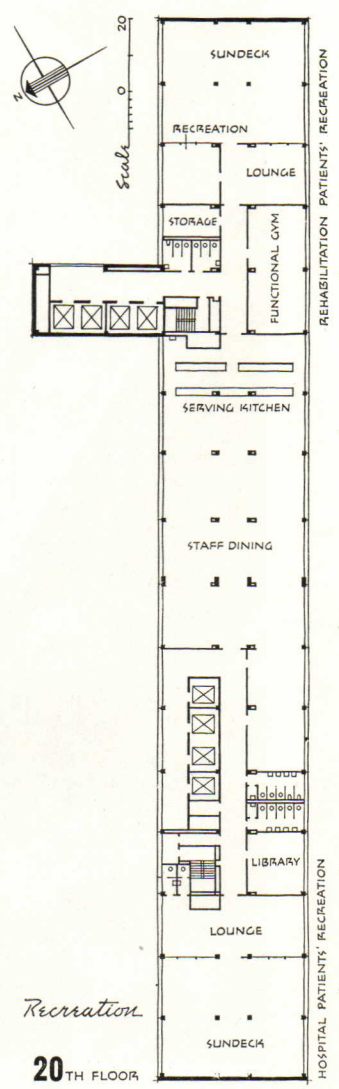 20
SUNDECK
N
0
Scale
RECREATION
LOUNGE
REHABILITATION PATIENTS' RECREATION
STORAGE
FUNCTIONAL GYM
SERVING KITCHEN
STAFF DINING
LIBRARY
LOUNGE
HOSPITAL PATIENTS' RECREATION
Recreation
SUNDECK
20TH FLOOR